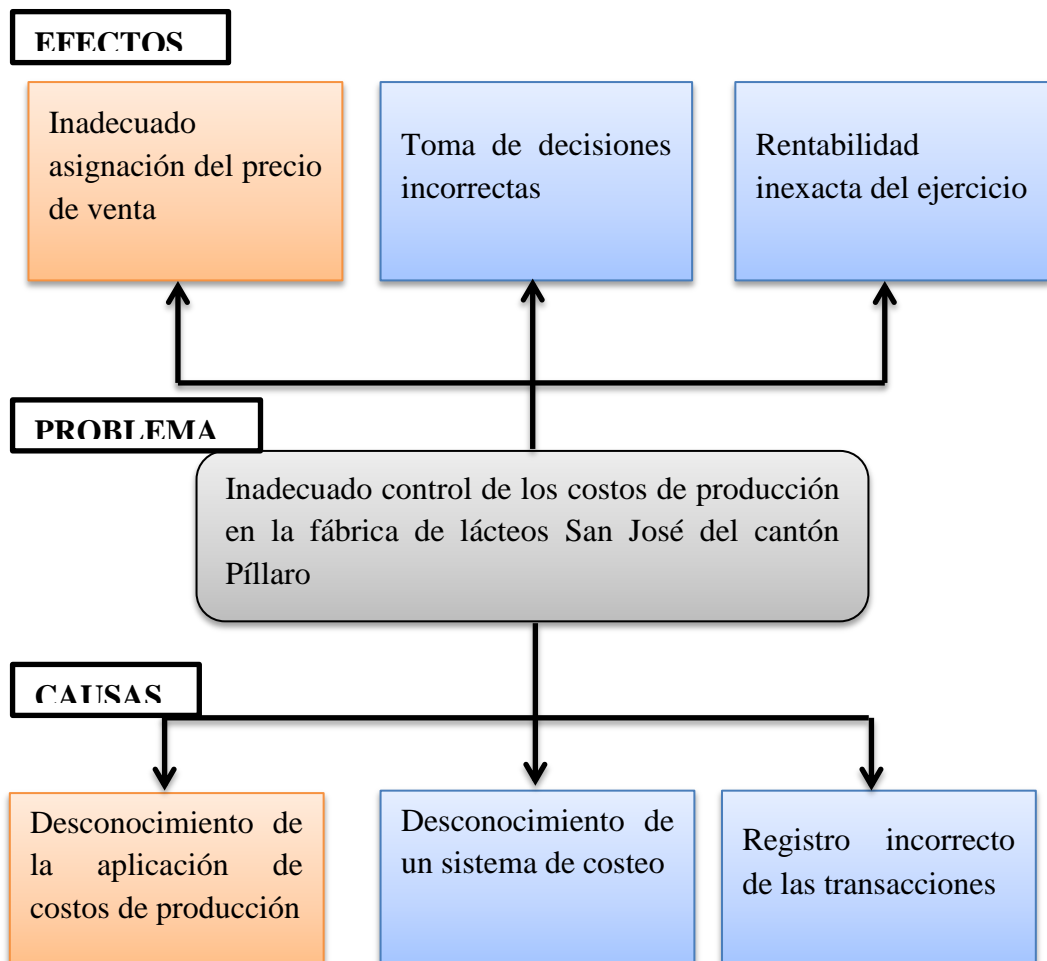 EFECTOS
Inadecuado
asignación del precio
de venta
Toma de decisiones
incorrectas
Rentabilidad
inexacta del ejercicio
PROBLEMA
Inadecuado control de los costos de producción
en la fábrica de lácteos San José del cantón
Píllaro
CAUSAS
Desconocimiento de
la aplicación de
costos de producción
Desconocimiento de
un sistema de costeo
Registro incorrecto
de las transacciones